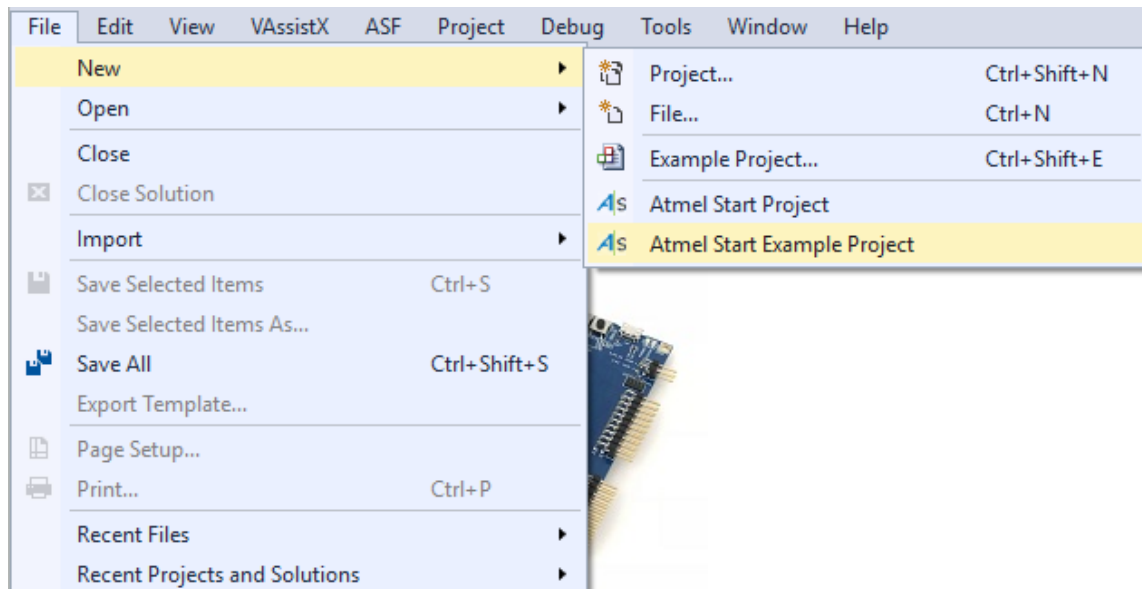 File Edit View VAssistX ASF Project Debug Tools Window Help
New
Open
Close
Close Solution
Import
Save Selected Items Ctrl+S
Save Selected Items As...
Save All Ctrl+Shift+S
Export Template...
Page Setup...
Print... Ctrl+P
Recent Files
Recent Projects and Solutions
Project... Ctrl+Shift+N
File... Ctrl+N
Example Project... Ctrl+Shift+E
As Atmel Start Project
As Atmel Start Example Project